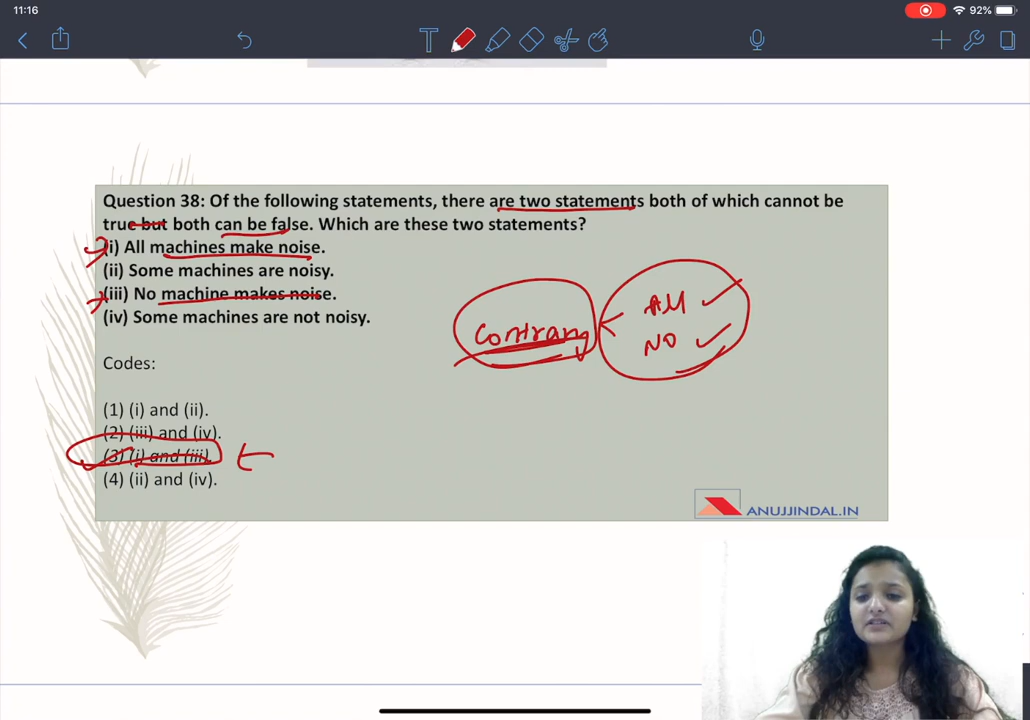 11:16
92%
T
Question 38: Of the following statements, there are two statements both of which cannot be
true but both can be false. Which are these two statements?
(i) All machines make noise.
(ii) Some machines are noisy.
(iii) No machine makes noise.
(iv) Some machines are not noisy.
All
NO
Contrary
Codes:
(1) (i) and (ii).
(2) (iii) and (iv).
(3) (i) and (iii).
(4) (ii) and (iv).
ANUJJINDAL.IN